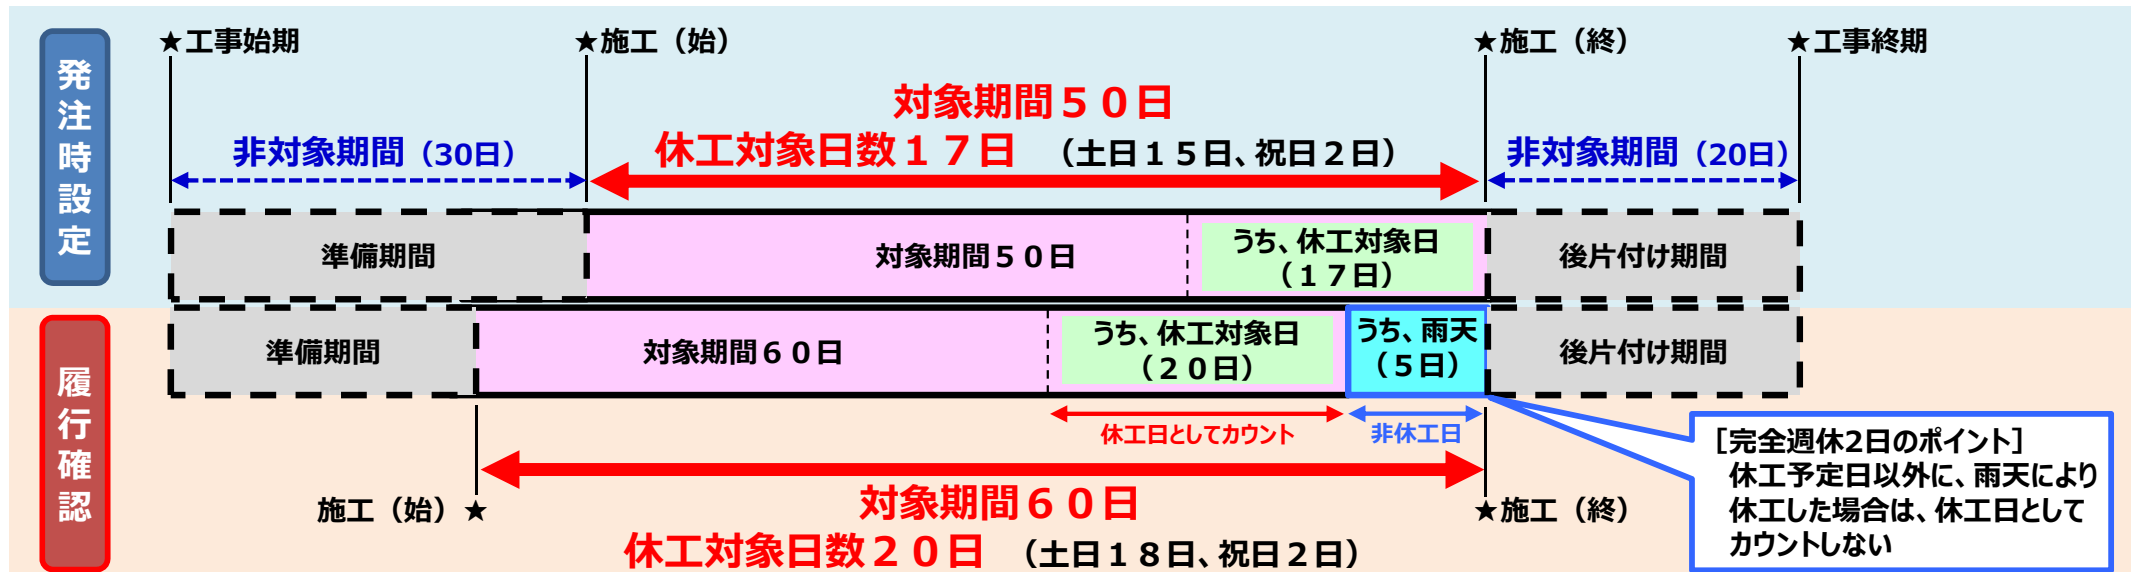 発注時設定
★工事始期
★施工（始）
★施工（終）
★工事終期
対象期間５０日
非対象期間（30日）
休工対象日数１７日　（土日１５日、祝日２日）
非対象期間（20日）
準備期間
対象期間５０日
うち、休工対象日
（１７日）
後片付け期間
履行確認
準備期間
対象期間６０日
うち、休工対象日
（２０日）
うち、雨天
（５日）
後片付け期間
休工日としてカウント
非休工日
施工（始）★
対象期間６０日
★施工（終）
休工対象日数２０日　（土日１８日、祝日２日）
［完全週休2日のポイント］
休工予定日以外に、雨天により
休工した場合は、休工日として
カウントしない